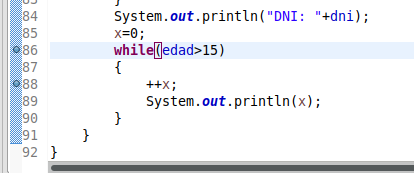 83 }
84 System.out.println("DNI: "+dni);
85 x=0;
86 while(edad>15)
87 {
88 ++x;
89 System.out.println(x);
90 }
91 }
92 }